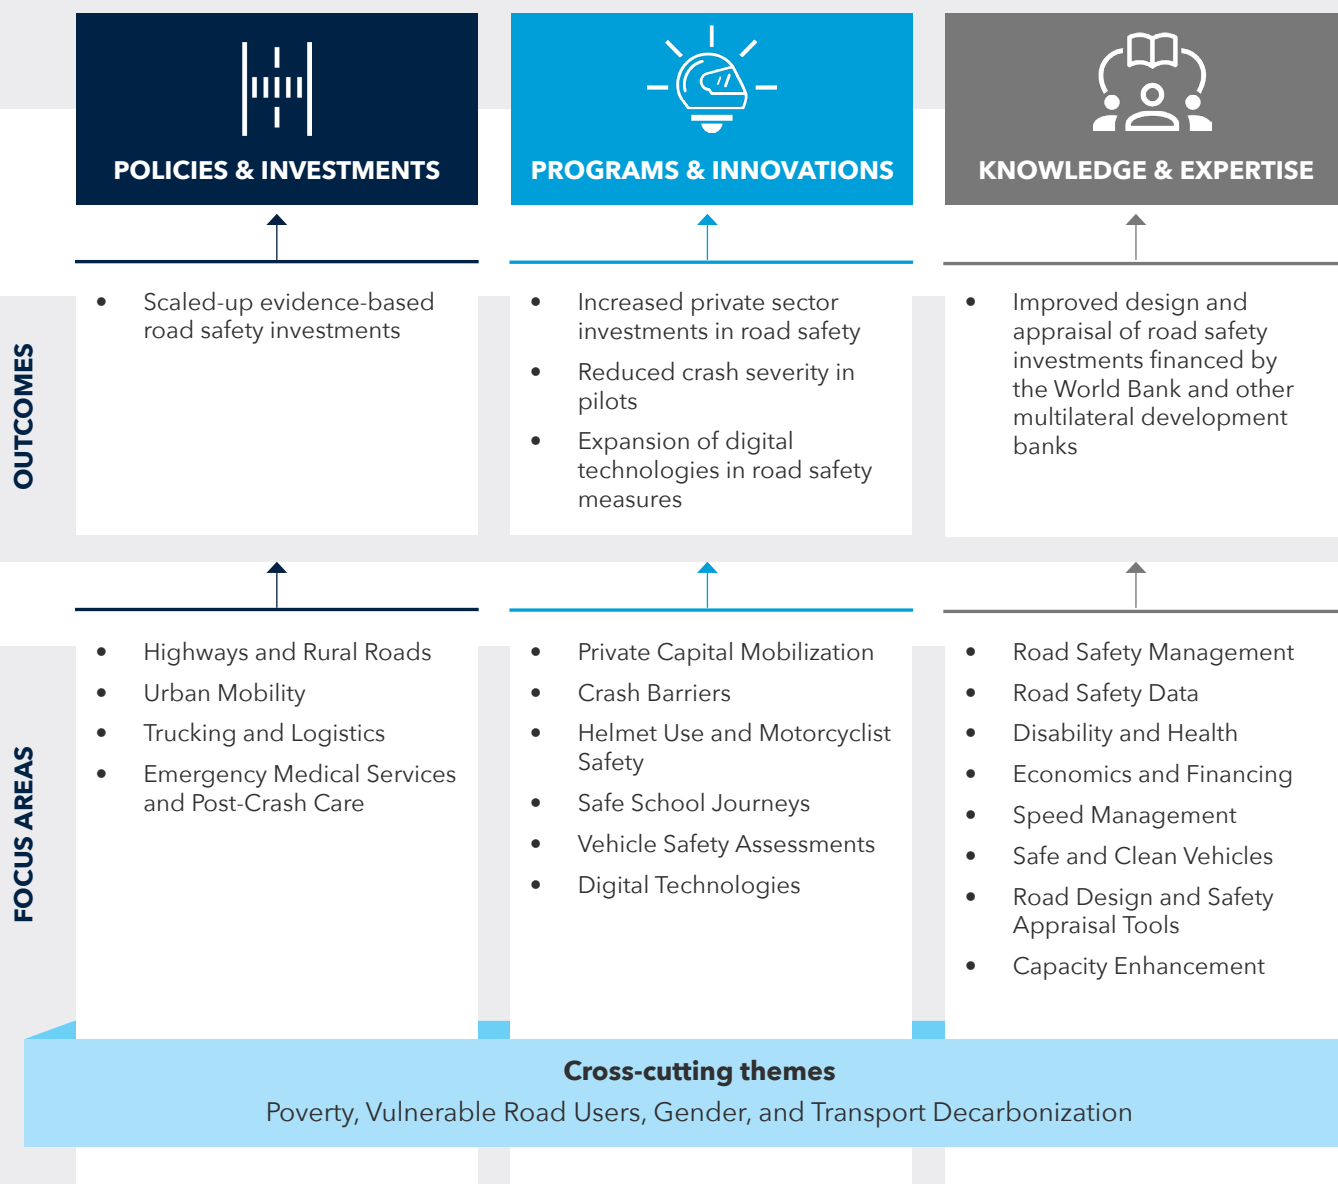 POLICIES & INVESTMENTS
PROGRAMS & INNOVATIONS
KNOWLEDGE & EXPERTISE
OUTCOMES
• Scaled-up evidence-based
road safety investments
• Increased private sector
investments in road safety
• Reduced crash severity in
pilots
• Expansion of digital
technologies in road safety
measures
• Improved design and
appraisal of road safety
investments financed by
the World Bank and other
multilateral development
banks
FOCUS AREAS
• Highways and Rural Roads
• Urban Mobility
• Trucking and Logistics
• Emergency Medical Services
and Post-Crash Care
• Private Capital Mobilization
• Crash Barriers
• Helmet Use and Motorcyclist
Safety
• Safe School Journeys
• Vehicle Safety Assessments
• Digital Technologies
• Road Safety Management
• Road Safety Data
• Disability and Health
• Economics and Financing
• Speed Management
• Safe and Clean Vehicles
• Road Design and Safety
Appraisal Tools
• Capacity Enhancement
Cross-cutting themes
Poverty, Vulnerable Road Users, Gender, and Transport Decarbonization